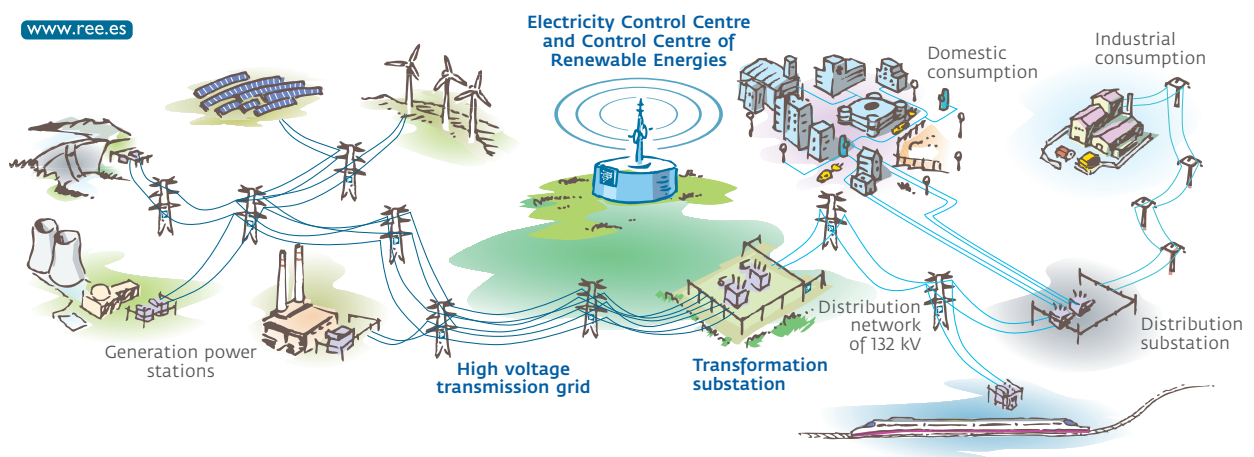 www.ree.es
Electricity Control Centre
and Control Centre of
Renewable Energies
Domestic
consumption
Industrial
consumption
Generation power
stations
High voltage
transmission grid
Transformation
substation
Distribution
network
of 132 kV
Distribution
substation